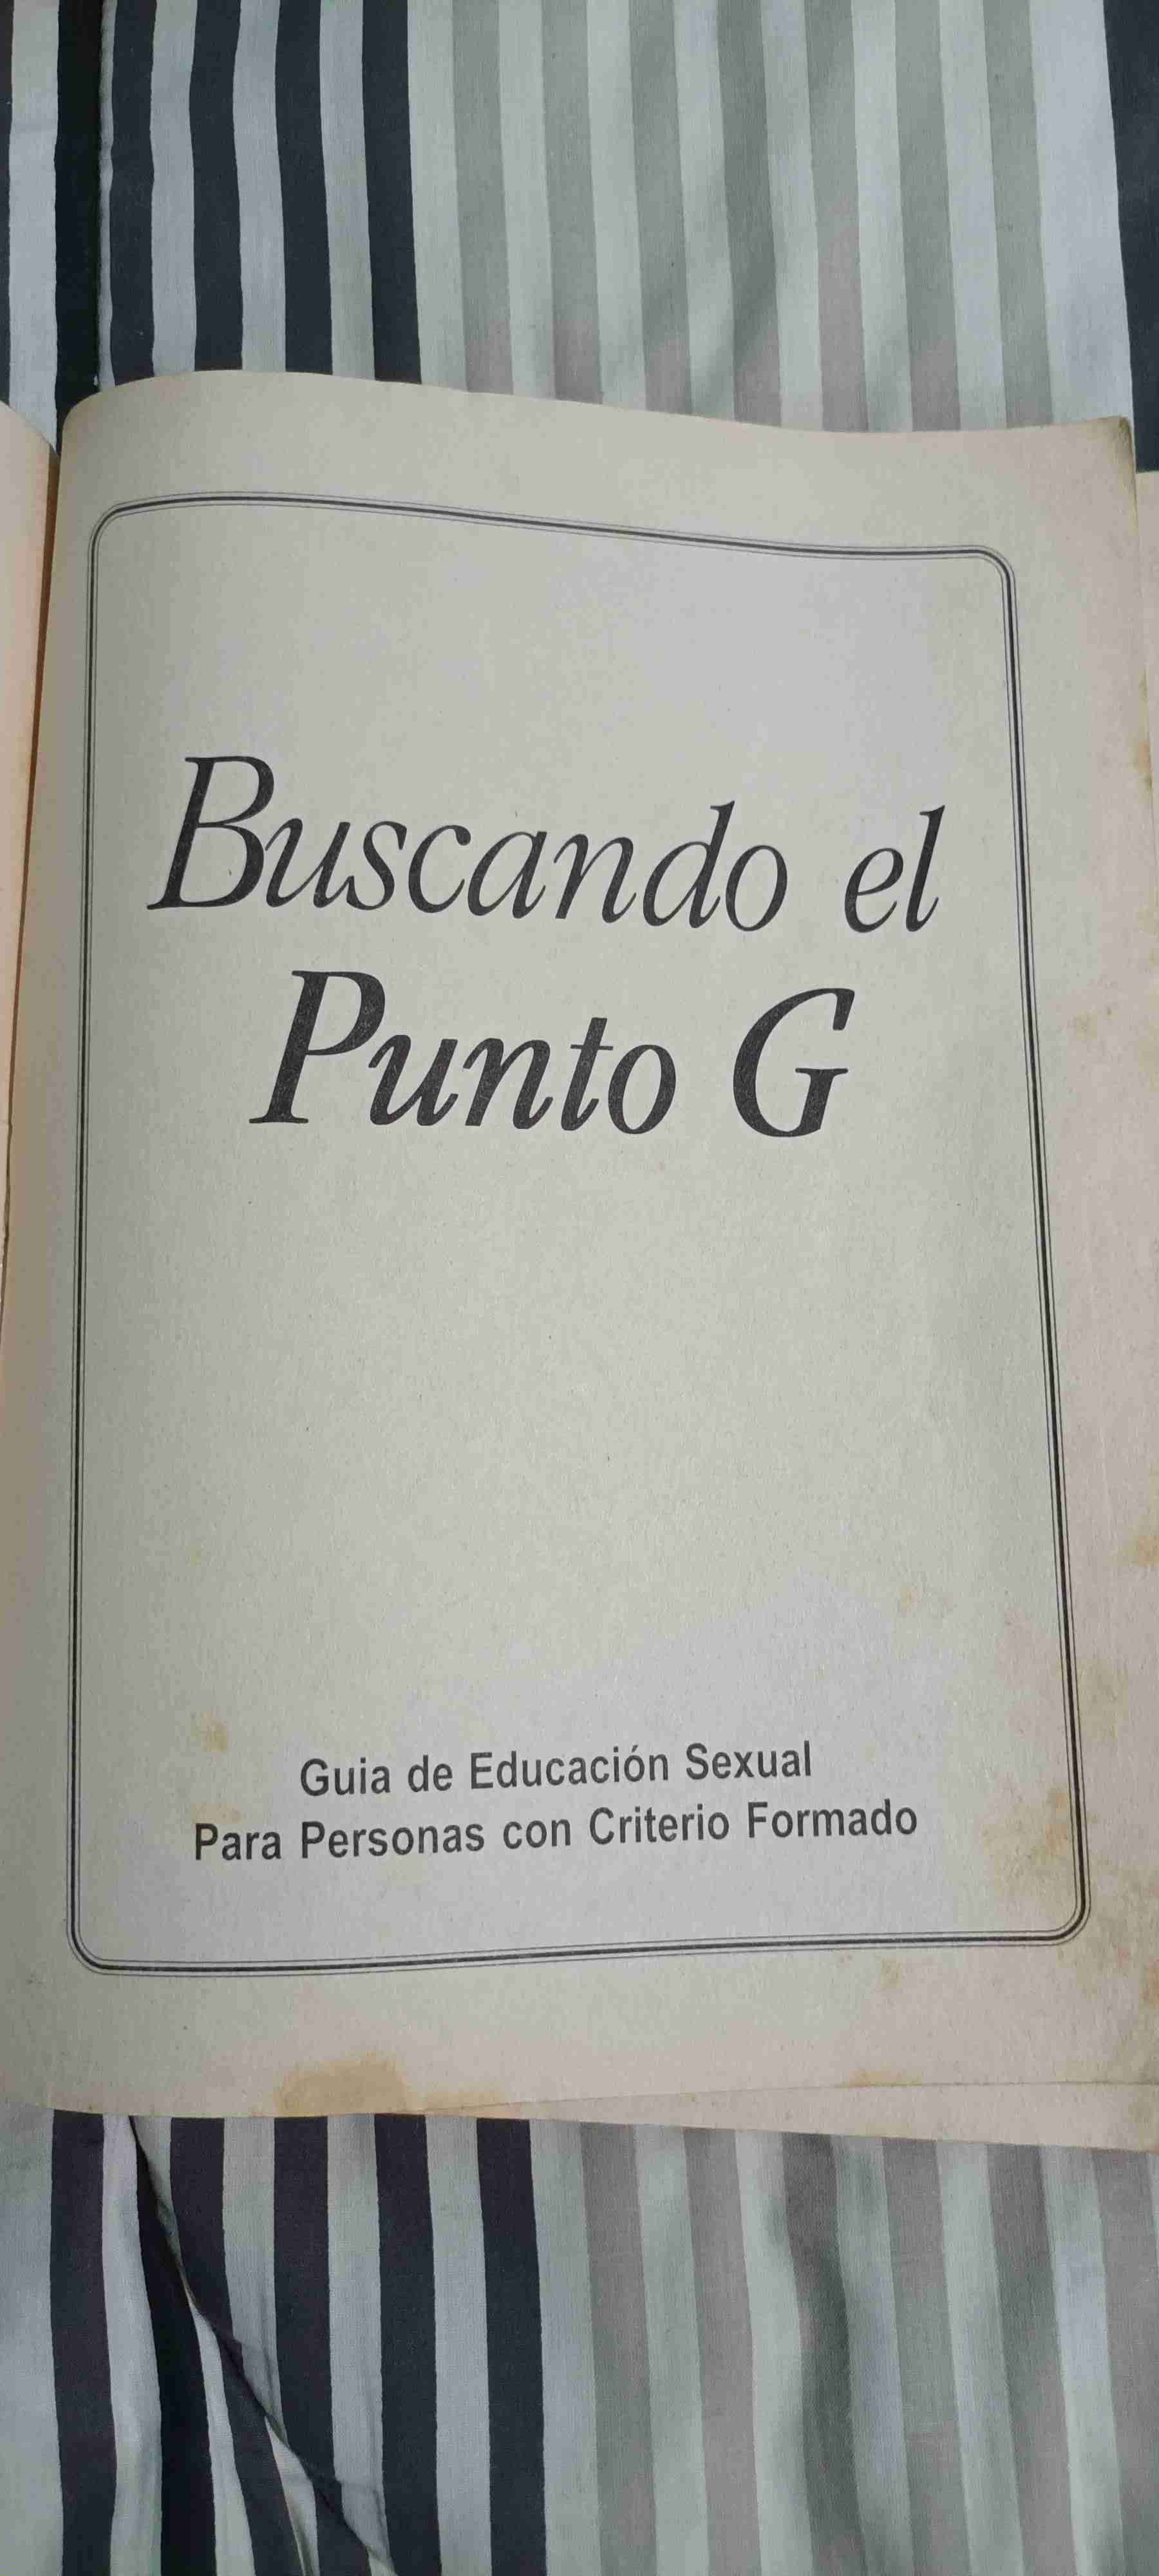 Buscando el
Punto G
Guia de Educación Sexual
Para Personas con Criterio Formado